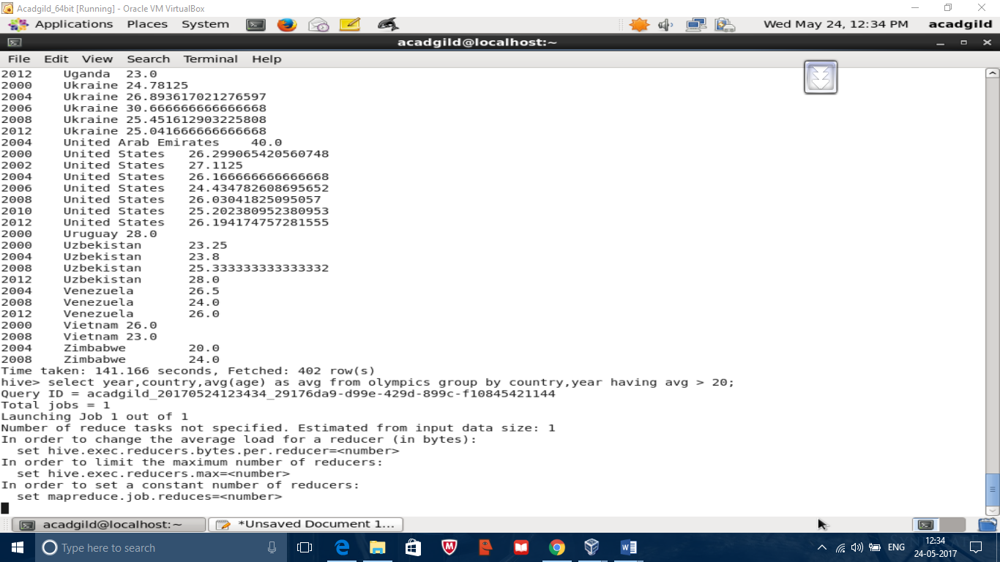 Acadgild_64bit [Running] - Oracle VM VirtualBox
Applications Places System Wed May 24, 12:34 PM acadgild
acadgild@localhost:~
File Edit View Search Terminal Help
2012 Uganda 23.0
2000 Ukraine 24.78125
2004 Ukraine 26.893617021276597
2006 Ukraine 30.666666666666668
2008 Ukraine 25.451612903225808
2012 Ukraine 25.041666666666668
2004 United Arab Emirates 40.0
2000 United States 26.299065420560748
2002 United States 27.1125
2004 United States 26.166666666666668
2006 United States 24.434782608695652
2008 United States 26.03041825095057
2010 United States 25.202380952380953
2012 United States 26.194174757281555
2000 Uruguay 28.0
2000 Uzbekistan 23.25
2004 Uzbekistan 23.8
2008 Uzbekistan 25.333333333333332
2012 Uzbekistan 28.0
2004 Venezuela 26.5
2008 Venezuela 24.0
2012 Venezuela 26.0
2000 Vietnam 26.0
2008 Vietnam 23.0
2004 Zimbabwe 20.0
2008 Zimbabwe 24.0
Time taken: 141.166 seconds, Fetched: 402 row(s)
hive> select year,country,avg(age) as avg from olympics group by country,year having avg > 20;
Query ID = acadgild_20170524123434_29176da9-d99e-429d-899c-f10845421144
Total jobs = 1
Launching Job 1 out of 1
Number of reduce tasks not specified. Estimated from input data size: 1
In order to change the average load for a reducer (in bytes):
  set hive.exec.reducers.bytes.per.reducer=<number>
In order to limit the maximum number of reducers:
  set hive.exec.reducers.max=<number>
In order to set a constant number of reducers:
  set mapreduce.job.reduces=<number>
acadgild@localhost:~ *Unsaved Document 1...
Type here to search ENG 12:34
24-05-2017